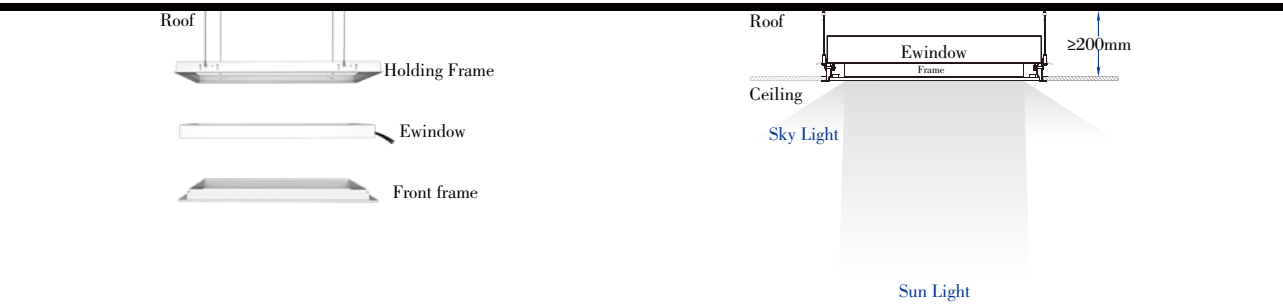 Roof
Holding Frame
Ewindow
Front frame
Roof
≥200mm
Ewindow
Frame
Ceiling
Sky Light
Sun Light